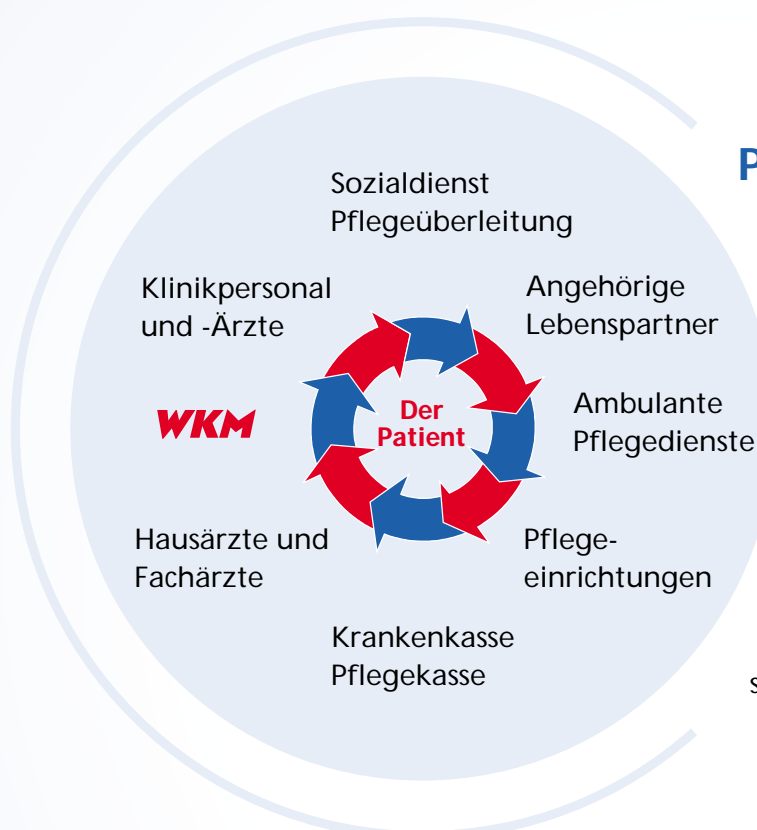 P
Sozialdienst
Pflegeüberleitung
Klinikpersonal
und -Ärzte
Angehörige
Lebenspartner
WKM
Der
Patient
Ambulante
Pflegedienste
Hausärzte und
Fachärzte
Pflege-
einrichtungen
Krankenkasse
Pflegekasse
s